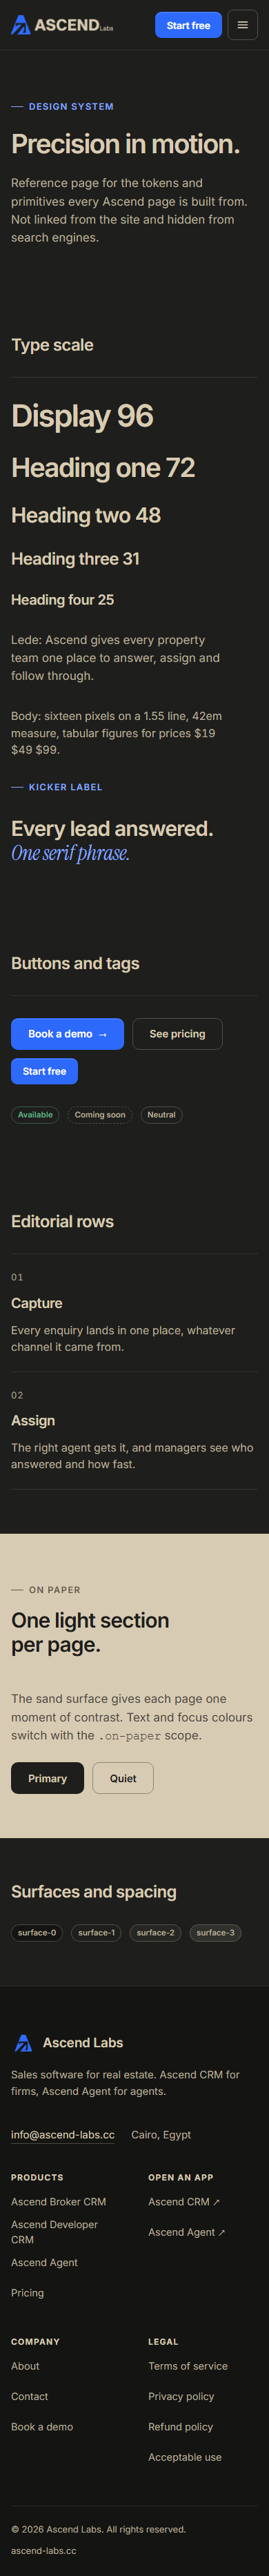 ASCEND Labs
Start free
DESIGN SYSTEM
Precision in motion.
Reference page for the tokens and
primitives every Ascend page is built from.
Not linked from the site and hidden from
search engines.
Type scale
Display 96
Heading one 72
Heading two 48
Heading three 31
Heading four 25
Lede: Ascend gives every property
team one place to answer, assign and
follow through.
Body: sixteen pixels on a 1.55 line, 42em
measure, tabular figures for prices $19
$49 $99.
KICKER LABEL
Every lead answered.
One serif phrase.
Buttons and tags
Book a demo →
See pricing
Start free
Available
Coming soon
Neutral
Editorial rows
01
Capture
Every enquiry lands in one place, whatever
channel it came from.
02
Assign
The right agent gets it, and managers see who
answered and how fast.
ON PAPER
One light section
per page.
The sand surface gives each page one
moment of contrast. Text and focus colours
switch with the .on-paper scope.
Primary
Quiet
Surfaces and spacing
surface-0
surface-1
surface-2
surface-3
Ascend Labs
Sales software for real estate. Ascend CRM for
firms, Ascend Agent for agents.
info@ascend-labs.cc
Cairo, Egypt
PRODUCTS
Ascend Broker CRM
Ascend Developer
CRM
Ascend Agent
Pricing
OPEN AN APP
Ascend CRM ↗
Ascend Agent ↗
COMPANY
About
Contact
Book a demo
LEGAL
Terms of service
Privacy policy
Refund policy
Acceptable use
© 2026 Ascend Labs. All rights reserved.
ascend-labs.cc